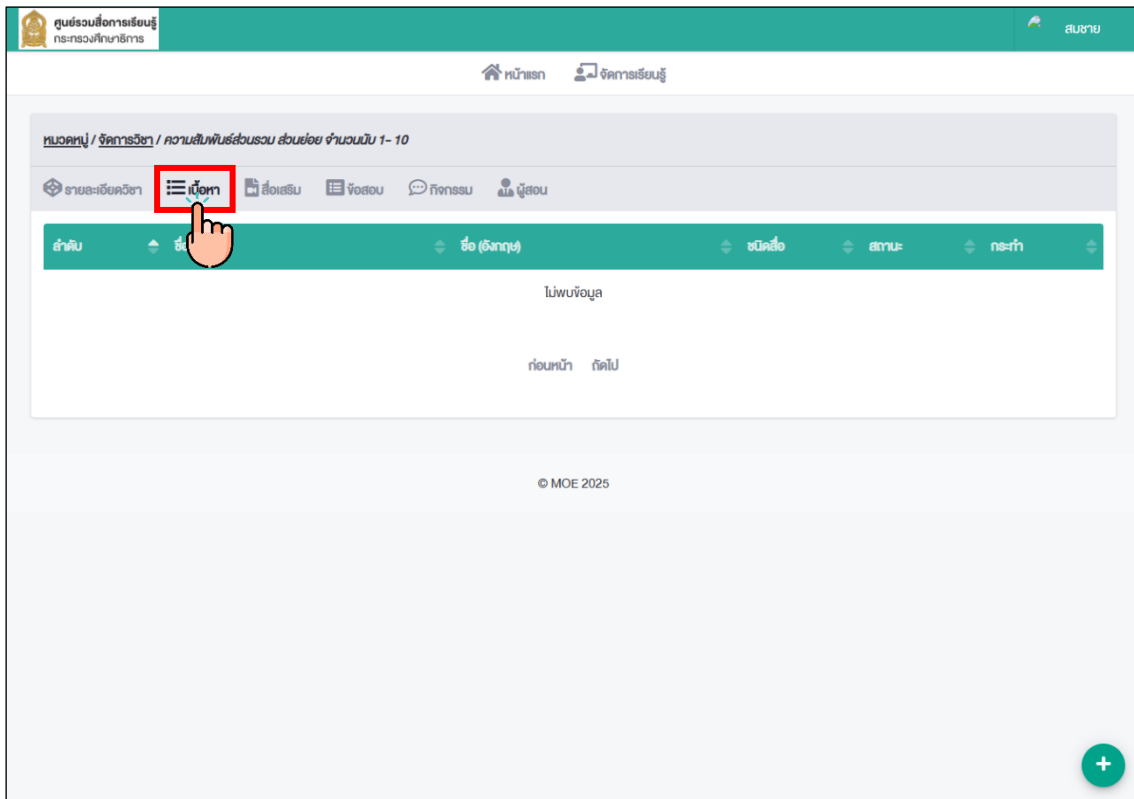 ศูนย์รวมสื่อการเรียนรู้
กระทรวงศึกษาธิการ
สมชาย
หน้าแรก จัดการเรียนรู้
หมวดหมู่ / จัดการวิชา / ความสัมพันธ์ส่วนรวม ส่วนย่อย จำนวนนับ 1- 10
รายละเอียดวิชา เนื้อหา สื่อเสริม ข้อสอบ กิจกรรม ผู้สอน
ลำดับ ชื่อ (อังกฤษ) ชนิดสื่อ สถานะ กระทำ
ไม่พบข้อมูล
ก่อนหน้า ถัดไป
© MOE 2025